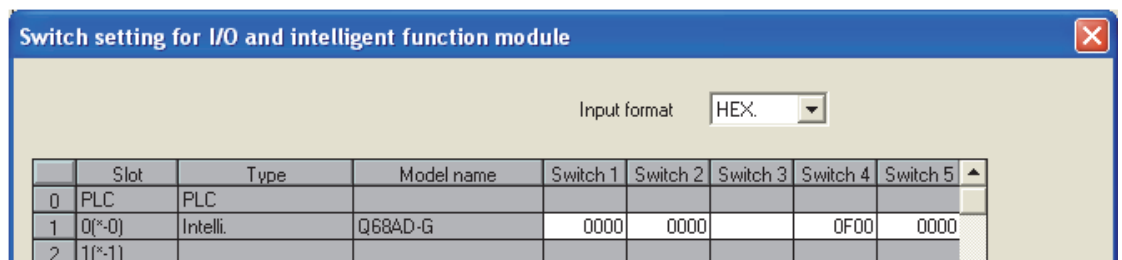 Switch setting for I/O and intelligent function module
Input format HEX.
Slot Type Model name Switch 1 Switch 2 Switch 3 Switch 4 Switch 5
0 PLC PLC
1 0(*-0) Intelli. Q68AD-G 0000 0000 0F00 0000
2 1(*-1)